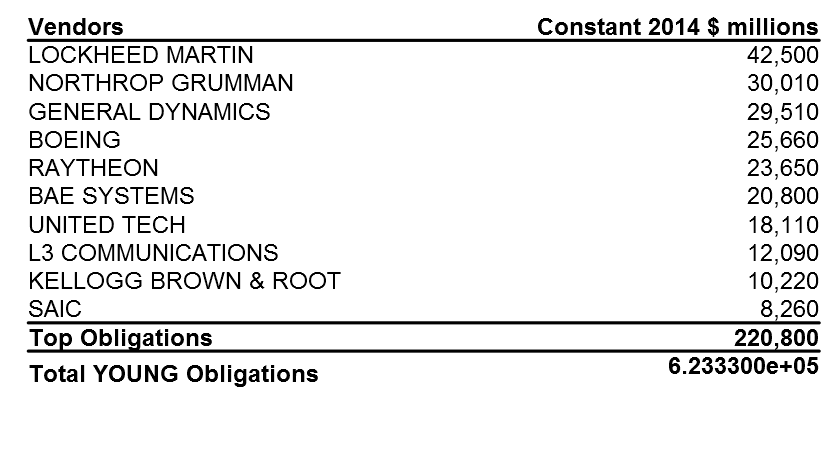 Vendors Constant 2014 $ millions
LOCKHEED MARTIN 42,500
NORTHROP GRUMMAN 30,010
GENERAL DYNAMICS 29,510
BOEING 25,660
RAYTHEON 23,650
BAE SYSTEMS 20,800
UNITED TECH 18,110
L3 COMMUNICATIONS 12,090
KELLOGG BROWN & ROOT 10,220
SAIC 8,260
Top Obligations 220,800
Total YOUNG Obligations 6.233300e+05